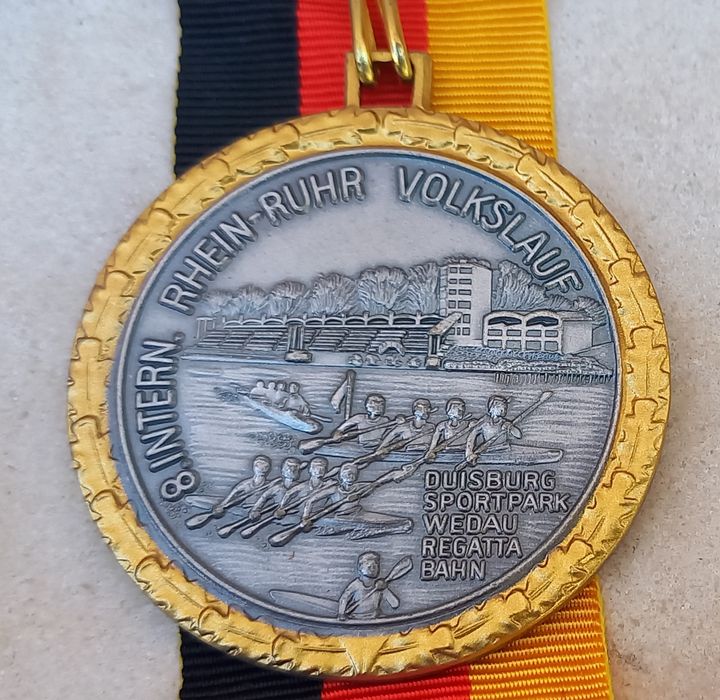 8. INTERN. RHEIN-RUHR VOLKSLAUF
DUISBURG
SPORTPARK
WEDAU
REGATTA
BAHN